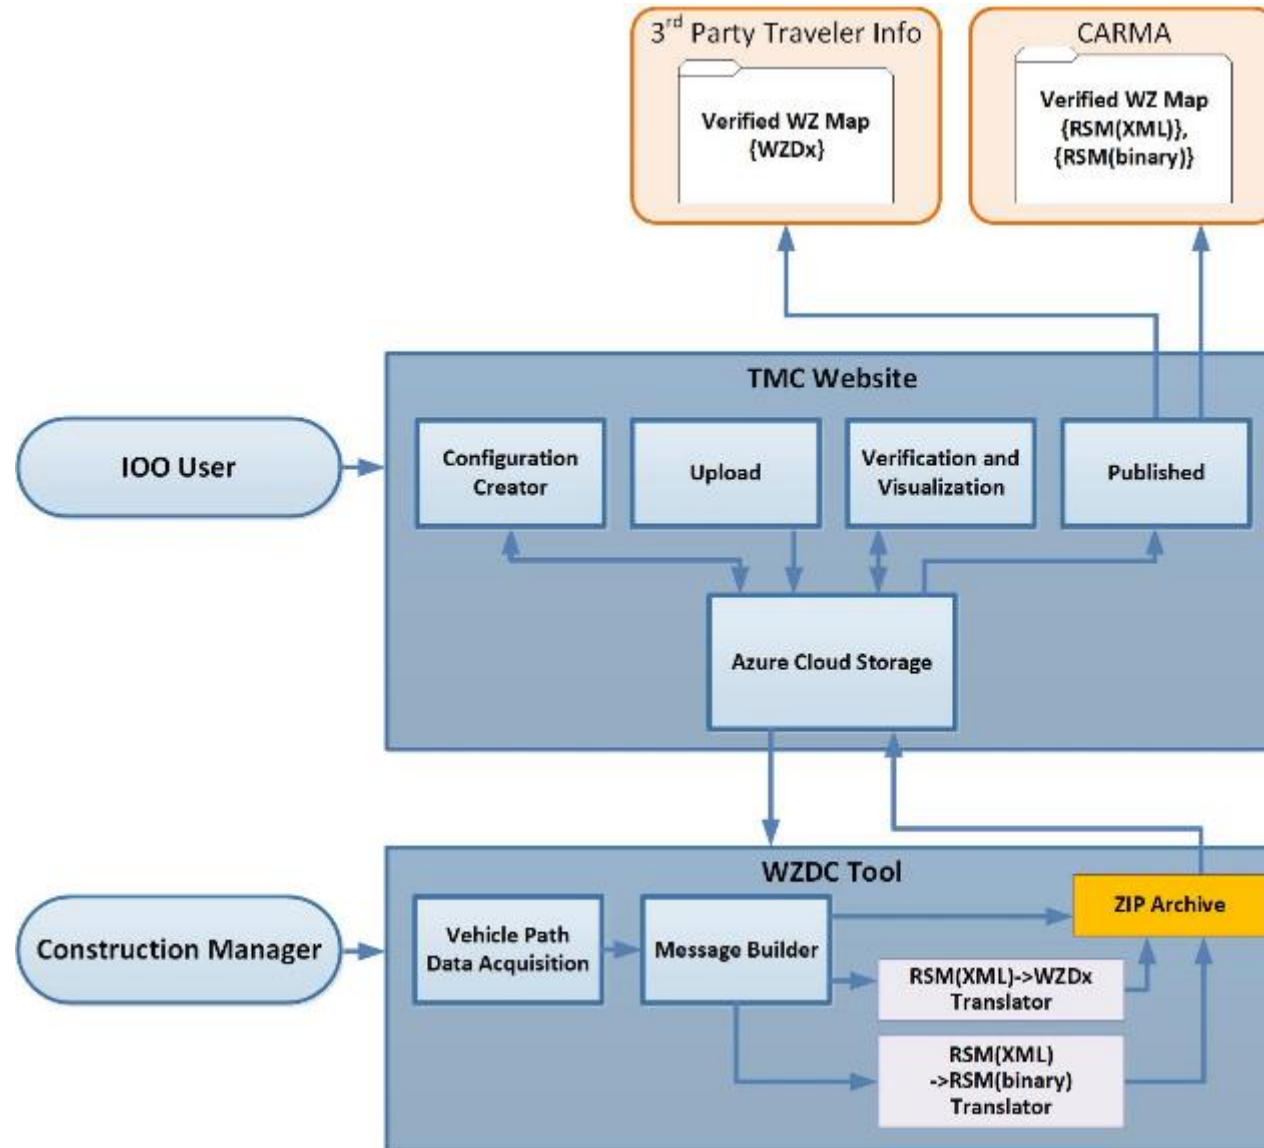 3rd Party Traveler Info
Verified WZ Map
{WZDx}
CARMA
Verified WZ Map
{RSM(XML)},
{RSM(binary)}
TMC Website
IOO User
Configuration
Creator
Upload
Verification and
Visualization
Published
Azure Cloud Storage
WZDC Tool
Construction Manager
Vehicle Path
Data Acquisition
Message Builder
ZIP Archive
RSM(XML)->WZDx
Translator
RSM(XML)
->RSM(binary)
Translator